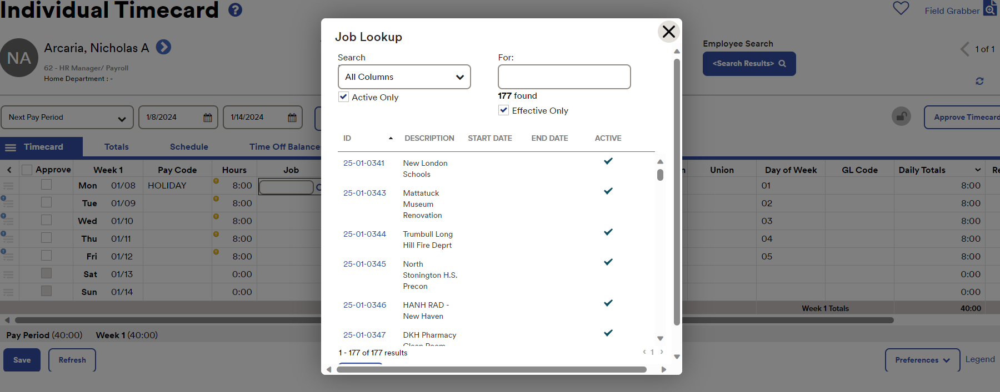 Individual Timecard ?
Field Grabber
NA
Arcaria, Nicholas A
62 - HR Manager/ Payroll
Home Department : -
Employee Search
<Search Results>
1 of 1
Next Pay Period
1/8/2024
1/14/2024
Approve Timecard
Timecard
Totals
Schedule
Time Off Balance
Approve
Week 1
Pay Code
Hours
Job
Union
Day of Week
GL Code
Daily Totals
Re
Mon 01/08 HOLIDAY 8:00 01 8:00
Tue 01/09 8:00 02 8:00
Wed 01/10 8:00 03 8:00
Thu 01/11 8:00 04 8:00
Fri 01/12 8:00 05 8:00
Sat 01/13 0:00 0:00
Sun 01/14 0:00 0:00
Week 1 Totals 40:00
Pay Period (40:00) Week 1 (40:00)
Save
Refresh
Preferences
Legend
Job Lookup
Search
For:
All Columns
177 found
Active Only
Effective Only
ID DESCRIPTION START DATE END DATE ACTIVE
25-01-0341 New London
Schools
25-01-0343 Mattatuck
Museum
Renovation
25-01-0344 Trumbull Long
Hill Fire Deprt
25-01-0345 North
Stonington H.S.
Precon
25-01-0346 HANH RAD -
New Haven
25-01-0347 DKH Pharmacy
Clean Room
1 - 177 of 177 results
‹ 1 ›